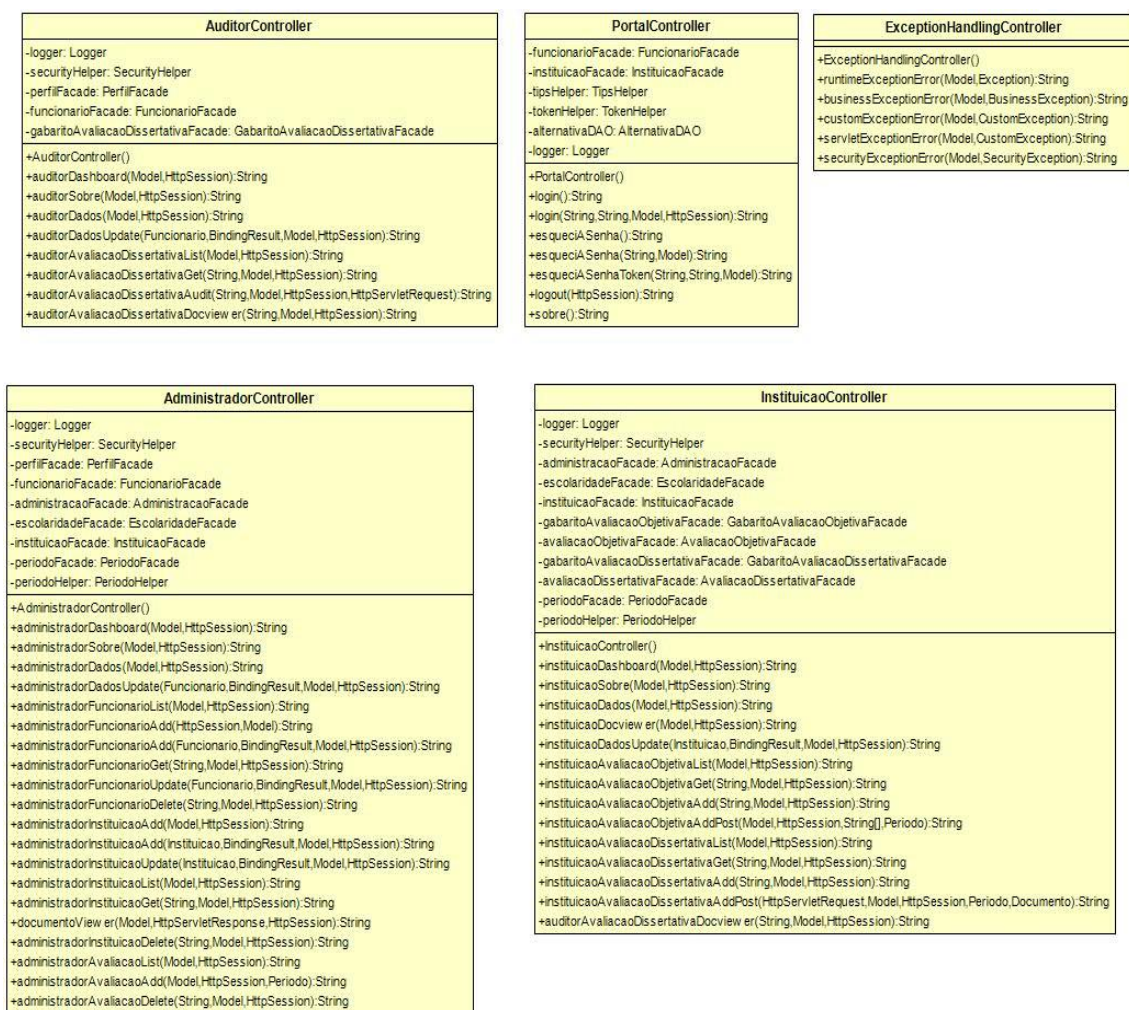 AuditorController
-logger: Logger
-securityHelper: SecurityHelper
-perfilFacade: PerfilFacade
-funcionarioFacade: FuncionarioFacade
-gabaritoAvaliacaoDissertativaFacade: GabaritoAvaliacaoDissertativaFacade
+AuditorController()
+auditorDashboard(Model,HttpSession):String
+auditorSobre(Model,HttpSession):String
+auditorDados(Model,HttpSession):String
+auditorDadosUpdate(Funcionario,BindingResult,Model,HttpSession):String
+auditorAvaliacaoDissertativaList(Model,HttpSession):String
+auditorAvaliacaoDissertativaGet(String,Model,HttpSession):String
+auditorAvaliacaoDissertativaAudit(String,Model,HttpSession,HttpServletRequest):String
+auditorAvaliacaoDissertativaDocviewer(String,Model,HttpSession):String
PortalController
-funcionarioFacade: FuncionarioFacade
-instituicaoFacade: InstituicaoFacade
-tipsHelper: TipsHelper
-tokenHelper: TokenHelper
-alternativaDAO: AlternativaDAO
-logger: Logger
+PortalController()
+login():String
+login(String,String,Model,HttpSession):String
+esqueciASenha():String
+esqueciASenha(String,Model):String
+esqueciASenhaToken(String,String,Model):String
+logout(HttpSession):String
+sobre():String
ExceptionHandlingController
+ExceptionHandlingController()
+runtimeExceptionError(Model,Exception):String
+businessExceptionError(Model,BusinessException):String
+customExceptionError(Model,CustomException):String
+servletExceptionError(Model,CustomException):String
+securityExceptionError(Model,SecurityException):String
AdministradorController
-logger: Logger
-securityHelper: SecurityHelper
-perfilFacade: PerfilFacade
-funcionarioFacade: FuncionarioFacade
-administracaoFacade: AdministracaoFacade
-escolaridadeFacade: EscolaridadeFacade
-instituicaoFacade: InstituicaoFacade
-periodoFacade: PeriodoFacade
-periodoHelper: PeriodoHelper
+AdministradorController()
+administradorDashboard(Model,HttpSession):String
+administradorSobre(Model,HttpSession):String
+administradorDados(Model,HttpSession):String
+administradorDadosUpdate(Funcionario,BindingResult,Model,HttpSession):String
+administradorFuncionarioList(Model,HttpSession):String
+administradorFuncionarioAdd(HttpSession,Model):String
+administradorFuncionarioAdd(Funcionario,BindingResult,Model,HttpSession):String
+administradorFuncionarioGet(String,Model,HttpSession):String
+administradorFuncionarioUpdate(Funcionario,BindingResult,Model,HttpSession):String
+administradorFuncionarioDelete(String,Model,HttpSession):String
+administradorInstituicaoAdd(Model,HttpSession):String
+administradorInstituicaoAdd(Instituicao,BindingResult,Model,HttpSession):String
+administradorInstituicaoUpdate(Instituicao,BindingResult,Model,HttpSession):String
+administradorInstituicaoList(Model,HttpSession):String
+administradorInstituicaoGet(String,Model,HttpSession):String
+documentoViewer(Model,HttpServletResponse,HttpSession):String
+administradorInstituicaoDelete(String,Model,HttpSession):String
+administradorAvaliacaoList(Model,HttpSession):String
+administradorAvaliacaoAdd(Model,HttpSession,Periodo):String
+administradorAvaliacaoDelete(String,Model,HttpSession):String
InstituicaoController
-logger: Logger
-securityHelper: SecurityHelper
-administracaoFacade: AdministracaoFacade
-escolaridadeFacade: EscolaridadeFacade
-instituicaoFacade: InstituicaoFacade
-gabaritoAvaliacaoObjetivaFacade: GabaritoAvaliacaoObjetivaFacade
-avaliacaoObjetivaFacade: AvaliacaoObjetivaFacade
-gabaritoAvaliacaoDissertativaFacade: GabaritoAvaliacaoDissertativaFacade
-avaliacaoDissertativaFacade: AvaliacaoDissertativaFacade
-periodoFacade: PeriodoFacade
-periodoHelper: PeriodoHelper
+InstituicaoController()
+instituicaoDashboard(Model,HttpSession):String
+instituicaoSobre(Model,HttpSession):String
+instituicaoDados(Model,HttpSession):String
+instituicaoDocviewer(Model,HttpSession):String
+instituicaoDadosUpdate(Instituicao,BindingResult,Model,HttpSession):String
+instituicaoAvaliacaoObjetivaList(Model,HttpSession):String
+instituicaoAvaliacaoObjetivaGet(String,Model,HttpSession):String
+instituicaoAvaliacaoObjetivaAdd(String,Model,HttpSession):String
+instituicaoAvaliacaoObjetivaAddPost(Model,HttpSession,String[],Periodo):String
+instituicaoAvaliacaoDissertativaList(Model,HttpSession):String
+instituicaoAvaliacaoDissertativaGet(String,Model,HttpSession):String
+instituicaoAvaliacaoDissertativaAdd(String,Model,HttpSession):String
+instituicaoAvaliacaoDissertativaAddPost(HttpServletRequest,Model,HttpSession,Periodo,Documento):String
+auditorAvaliacaoDissertativaDocviewer(String,Model,HttpSession):String